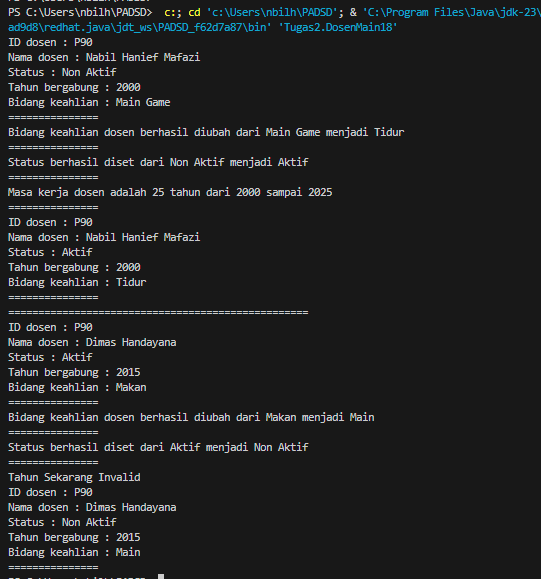 PS C:\Users\nbilh\PADSD>  c:; cd 'c:\Users\nbilh\PADSD'; & 'C:\Program Files\Java\jdk-23\
ad9d8\redhat.java\jdt_ws\PADSD_f62d7a87\bin' 'Tugas2.DosenMain18'
ID dosen : P90
Nama dosen : Nabil Hanief Mafazi
Status : Non Aktif
Tahun bergabung : 2000
Bidang keahlian : Main Game
===============
Bidang keahlian dosen berhasil diubah dari Main Game menjadi Tidur
===============
Status berhasil diset dari Non Aktif menjadi Aktif
===============
Masa kerja dosen adalah 25 tahun dari 2000 sampai 2025
===============
ID dosen : P90
Nama dosen : Nabil Hanief Mafazi
Status : Aktif
Tahun bergabung : 2000
Bidang keahlian : Tidur
===============
==================================================
ID dosen : P90
Nama dosen : Dimas Handayana
Status : Aktif
Tahun bergabung : 2015
Bidang keahlian : Makan
===============
Bidang keahlian dosen berhasil diubah dari Makan menjadi Main
===============
Status berhasil diset dari Aktif menjadi Non Aktif
===============
Tahun Sekarang Invalid
ID dosen : P90
Nama dosen : Dimas Handayana
Status : Non Aktif
Tahun bergabung : 2015
Bidang keahlian : Main
===============